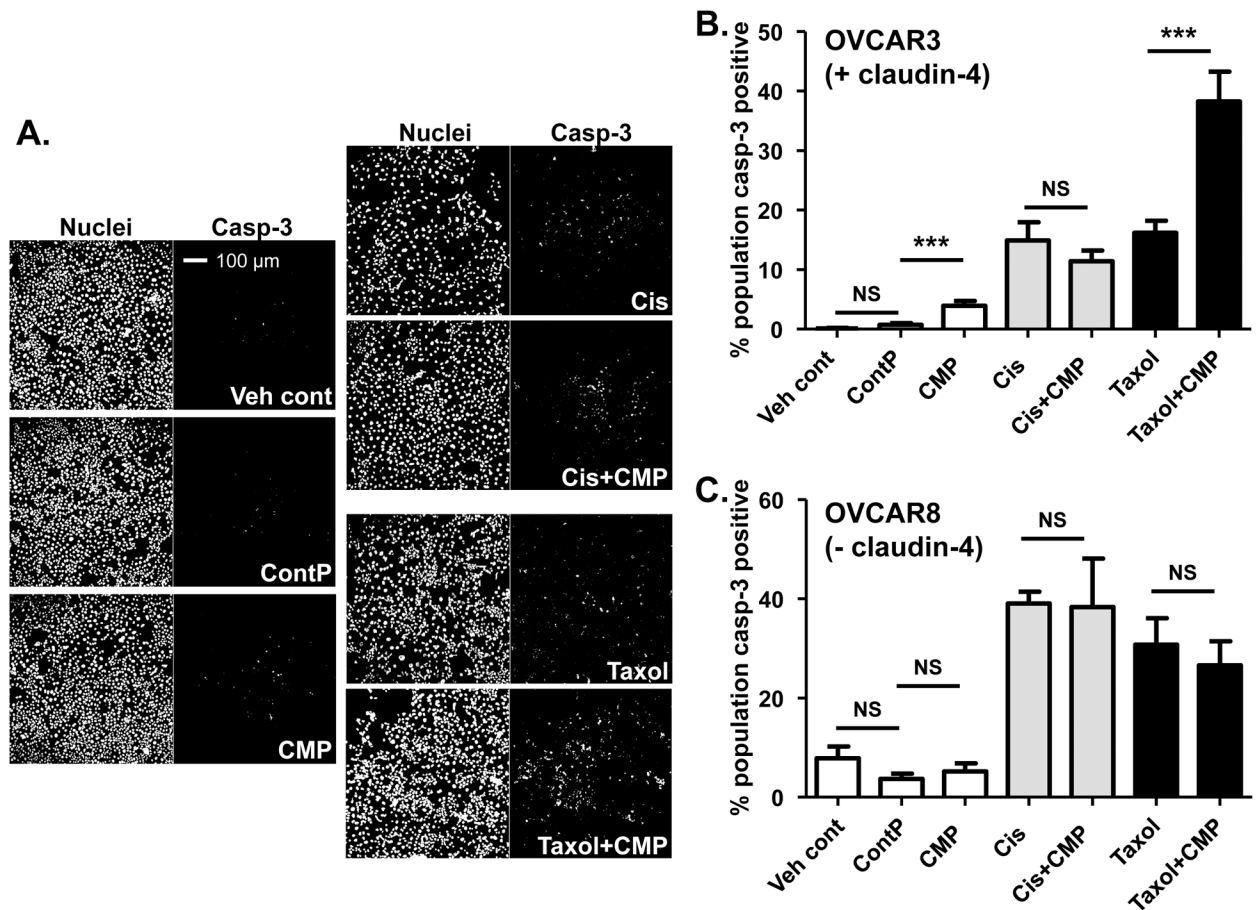 A.
Nuclei Casp-3
100 µm
Veh cont
ContP
CMP
Nuclei Casp-3
Cis
Cis+CMP
Taxol
Taxol+CMP
B.
OVCAR3
(+ claudin-4)
% population casp-3 positive
50
40
30
20
10
0
NS
***
NS
***
Veh cont
ContP
CMP
Cis
Cis+CMP
Taxol
Taxol+CMP
C.
OVCAR8
(- claudin-4)
% population casp-3 positive
60
40
20
0
NS
NS
NS
NS
Veh cont
ContP
CMP
Cis
Cis+CMP
Taxol
Taxol+CMP